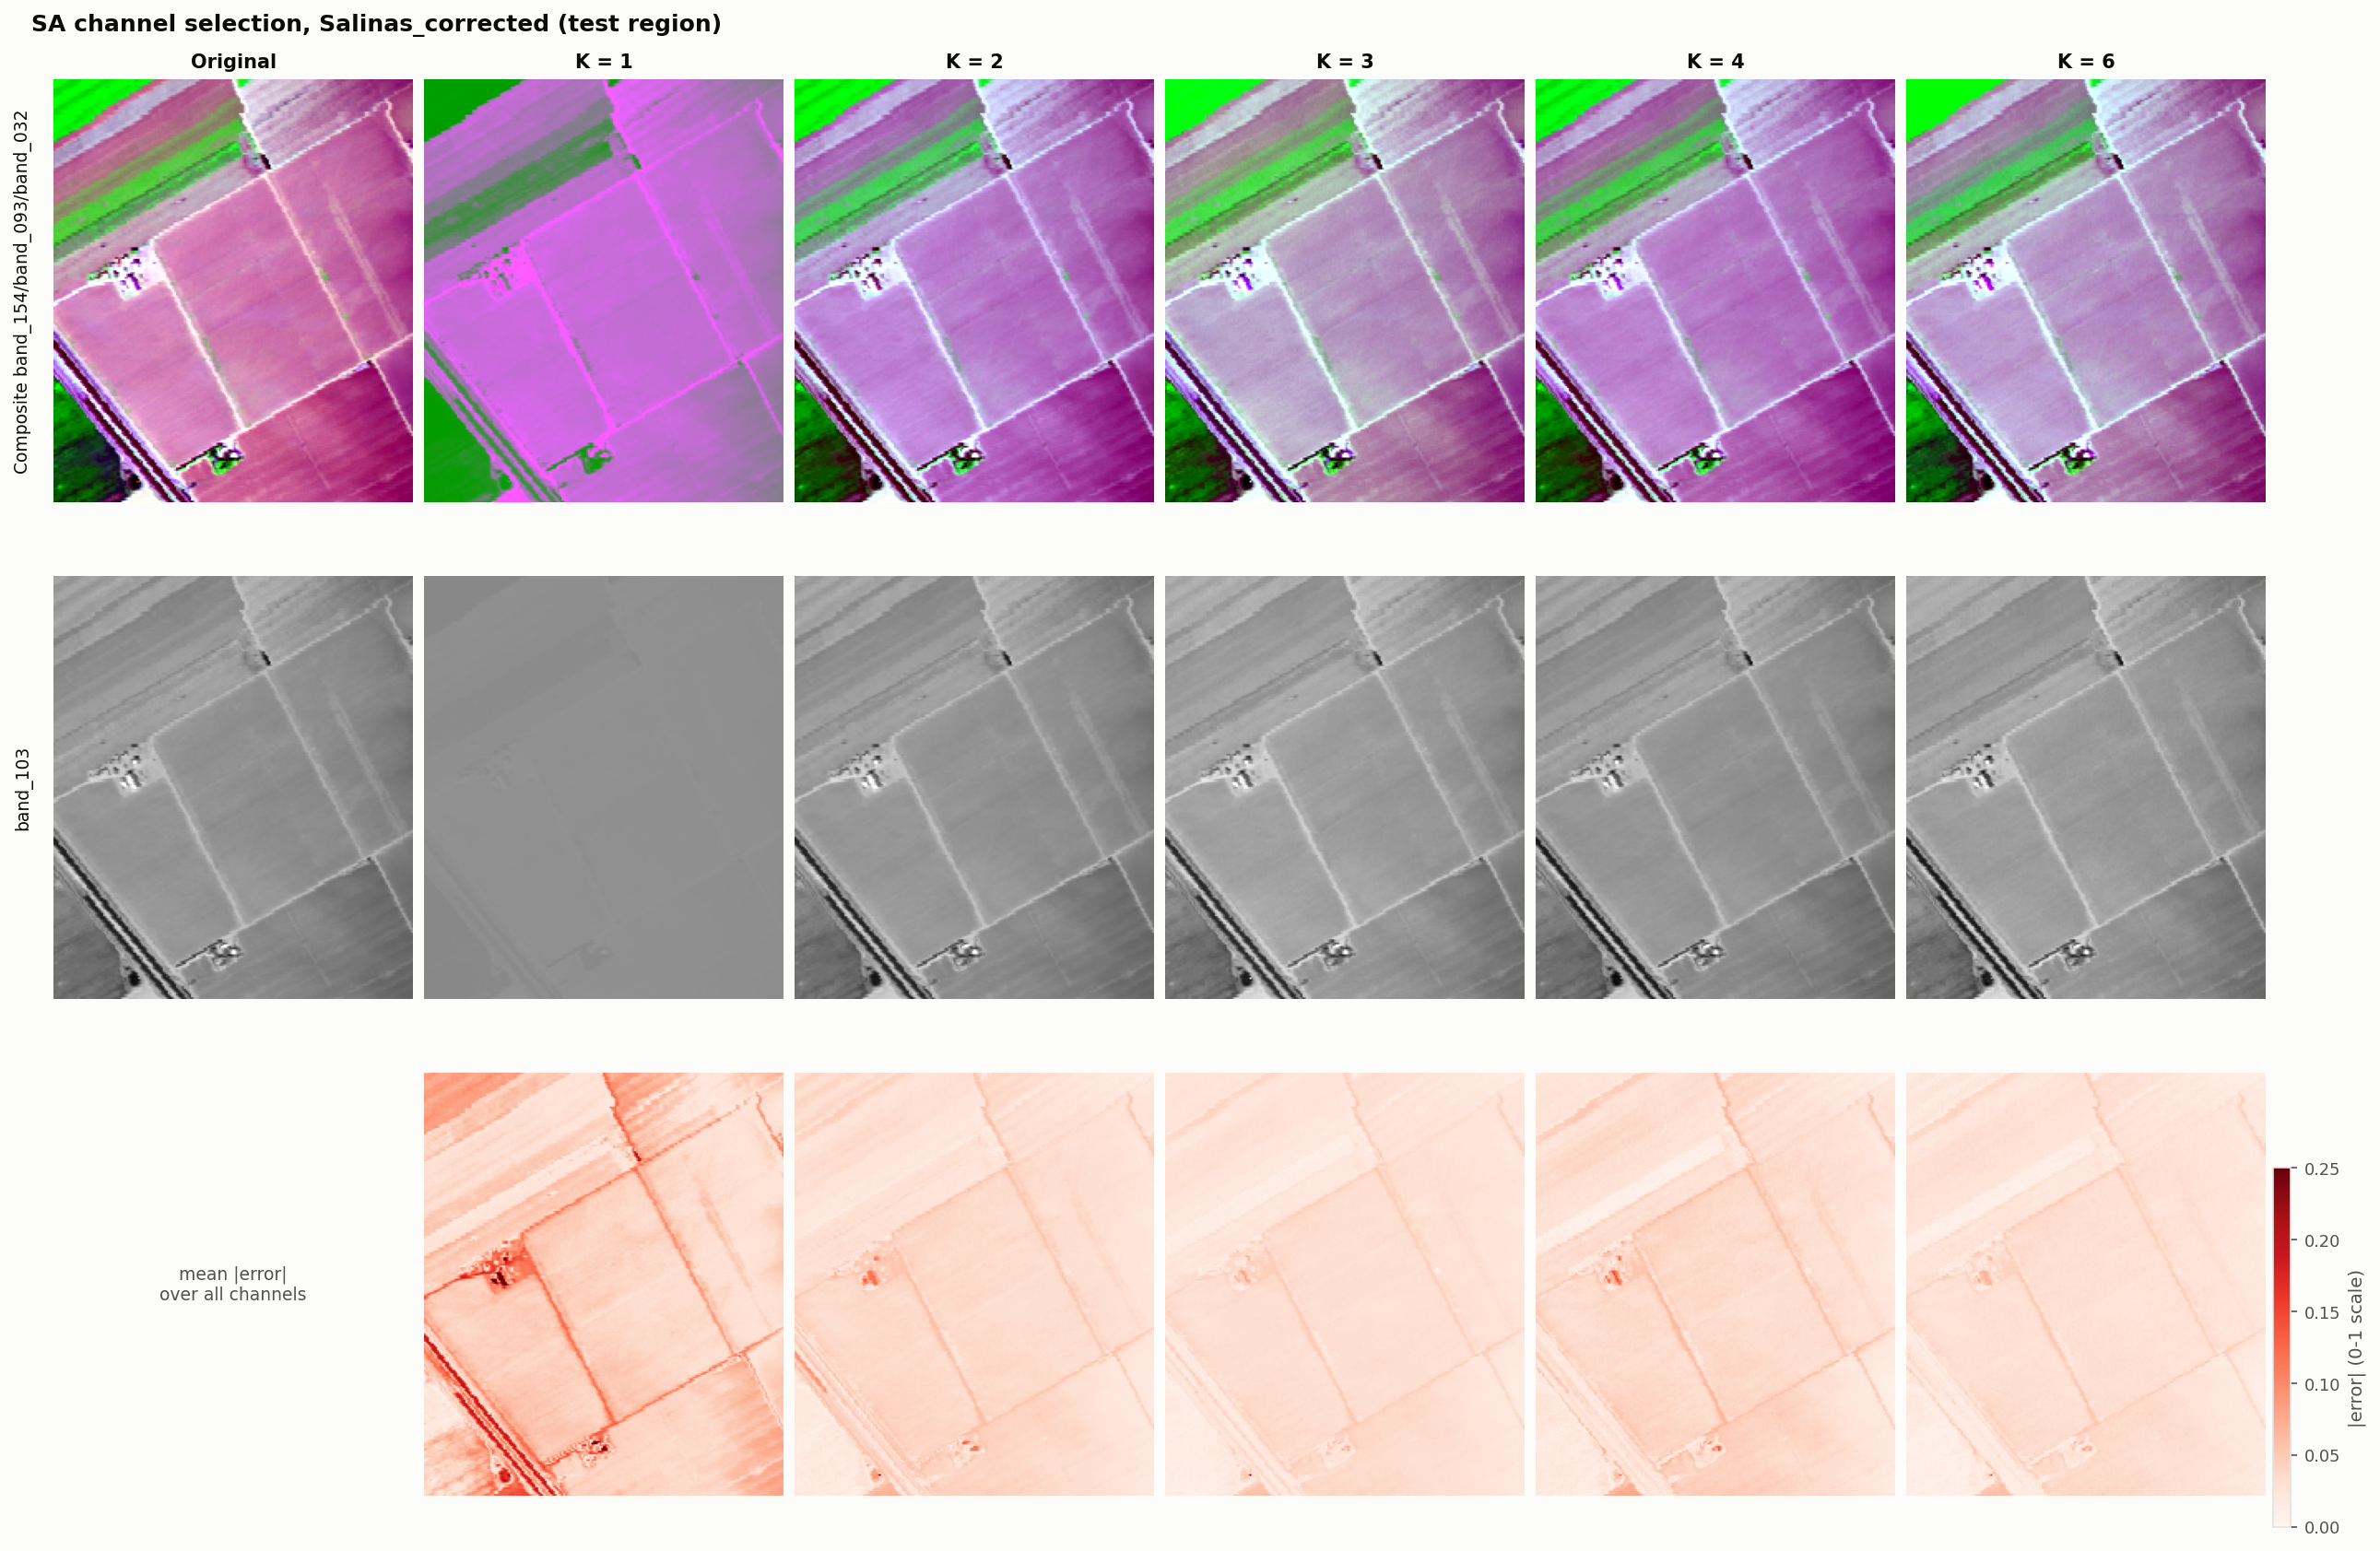 SA channel selection, Salinas_corrected (test region)
Original
K = 1
K = 2
K = 3
K = 4
K = 6
Composite band_154/band_093/band_032
band_103
mean |error|
over all channels
0.25
0.20
0.15
0.10
0.05
0.00
|error| (0-1 scale)